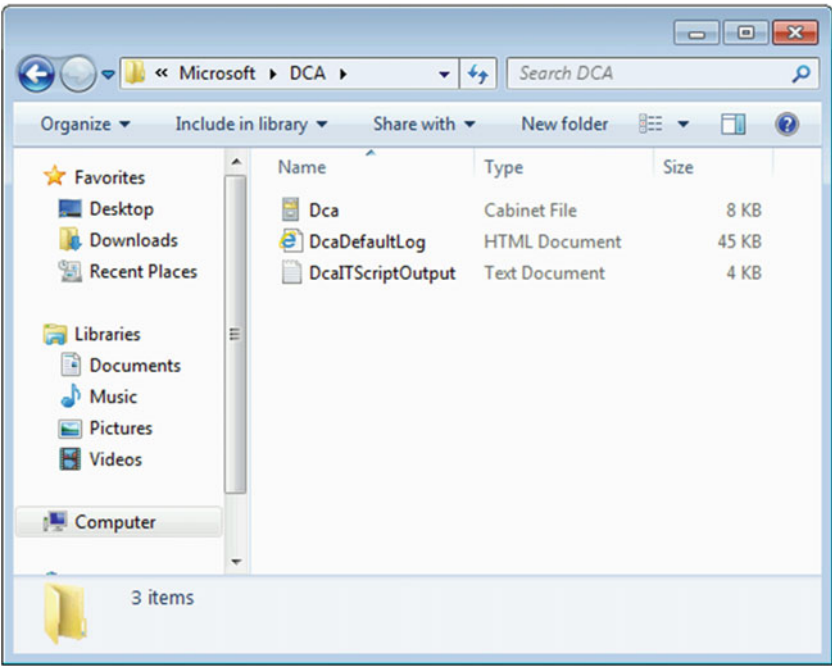 « Microsoft ▸ DCA ▸
Search DCA
Organize Include in library Share with New folder
Name Type Size
Favorites
Desktop
Downloads
Recent Places
Libraries
Documents
Music
Pictures
Videos
Computer
Dca Cabinet File 8 KB
DcaDefaultLog HTML Document 45 KB
DcaITScriptOutput Text Document 4 KB
3 items